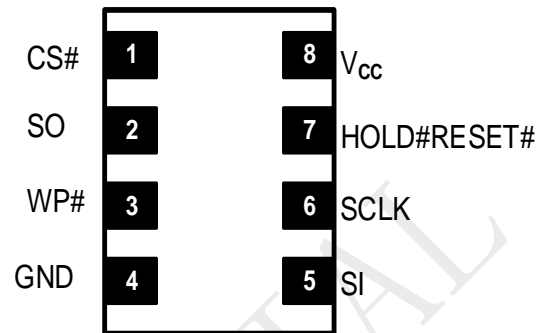 CS# 1 8 Vcc
SO 2 7 HOLD#RESET#
WP# 3 6 SCLK
GND 4 5 SI